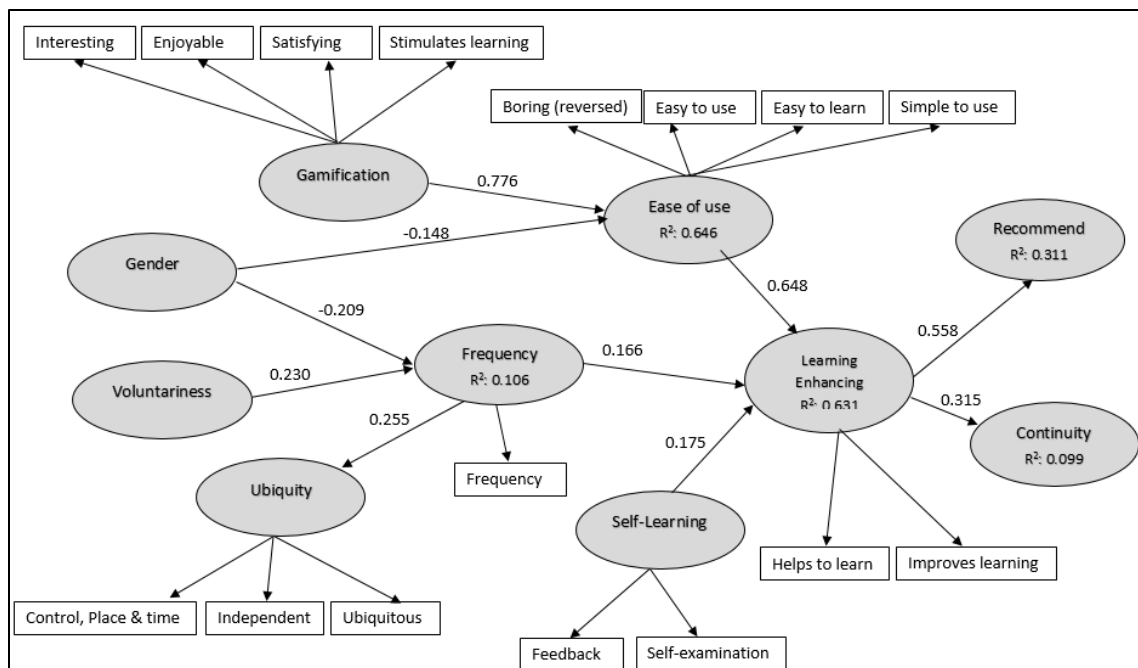 Interesting
Enjoyable
Satisfying
Stimulates learning
Boring (reversed)
Easy to use
Easy to learn
Simple to use
Gamification
0.776
Ease of use
R²: 0.646
Recommend
R²: 0.311
-0.148
Gender
0.648
-0.209
0.558
Frequency
R²: 0.106
0.166
Learning
Enhancing
R²: 0.631
Voluntariness
0.230
0.315
0.255
0.175
Continuity
R²: 0.099
Frequency
Ubiquity
Self-Learning
Helps to learn
Improves learning
Control, Place & time
Independent
Ubiquitous
Feedback
Self-examination